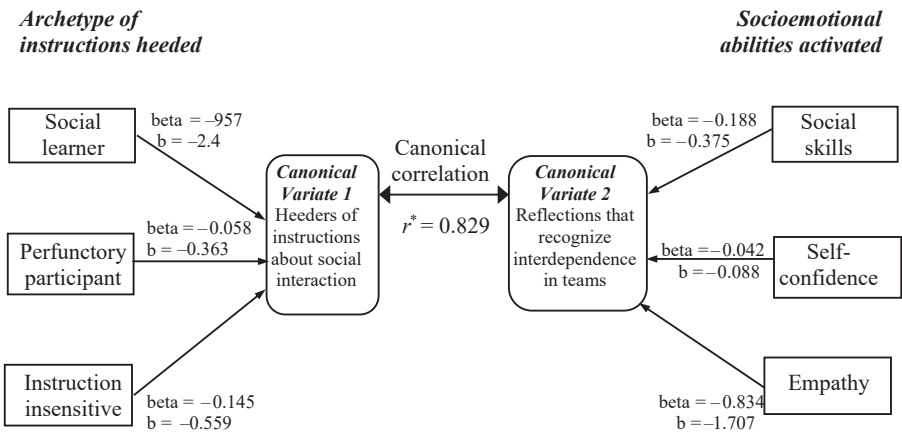 Archetype of
instructions heeded
Socioemotional
abilities activated
Social
learner
beta = –957
b = –2.4
Perfunctory
participant
beta = –0.058
b = –0.363
Instruction
insensitive
beta = –0.145
b = –0.559
Canonical
Variate 1
Heeders of
instructions
about social
interaction
Canonical
correlation
r* = 0.829
Canonical
Variate 2
Reflections that
recognize
interdependence
in teams
beta = –0.188
b = –0.375
Social
skills
beta = –0.042
b = –0.088
Self-
confidence
beta = –0.834
b = -1.707
Empathy